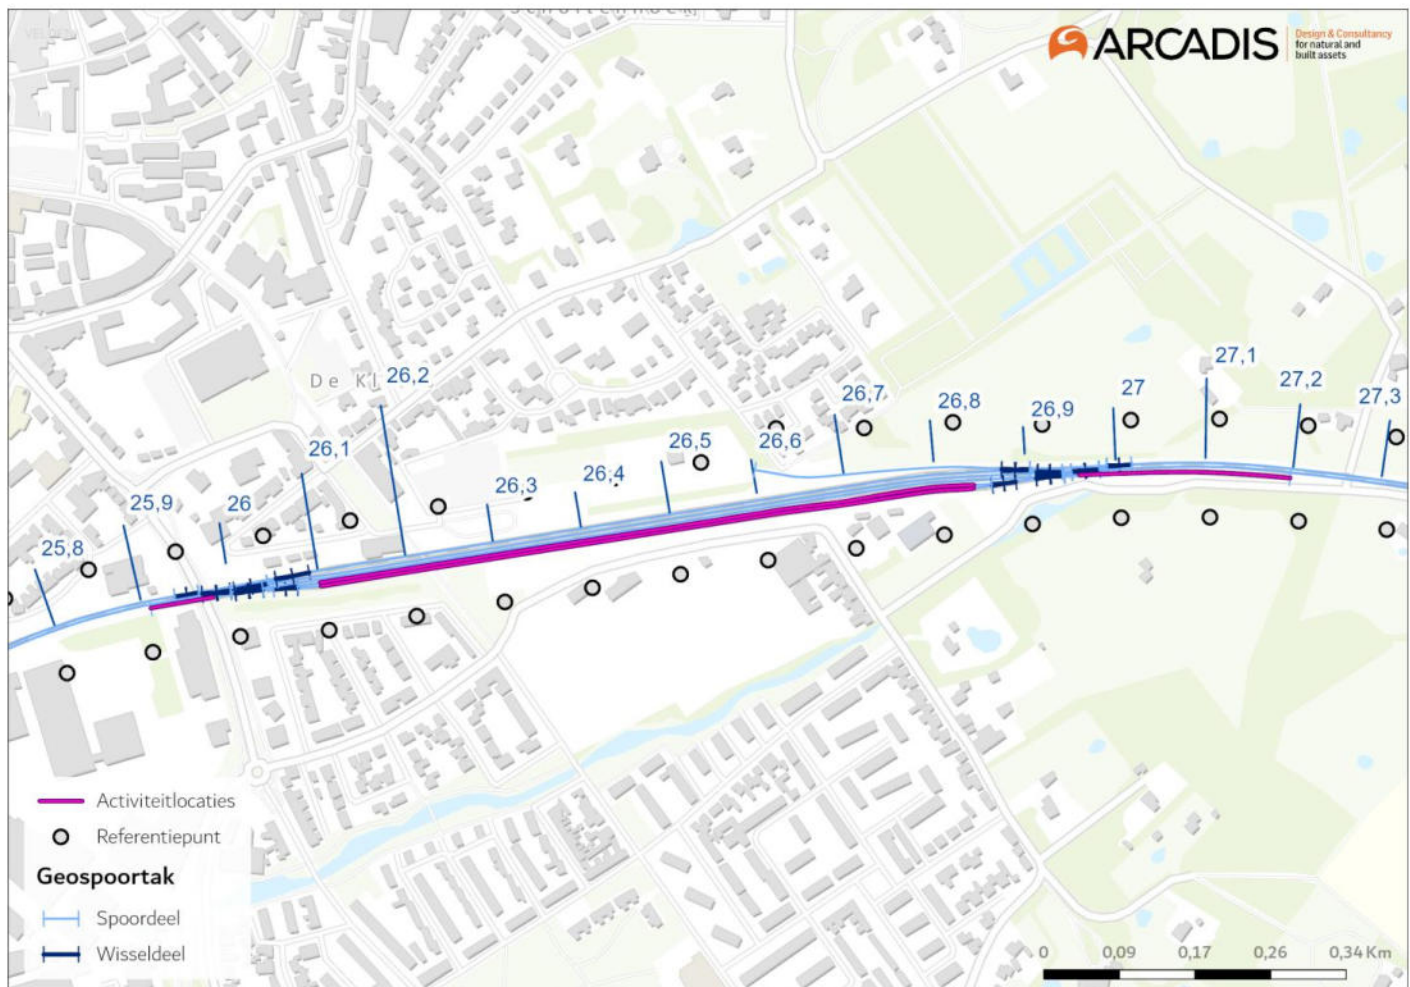 ARCADIS
Design & Consultancy
for natural and
built assets
De Kl
26,2
26,1
25,9
26
25,8
26,3
26,4
26,5
26,6
26,7
26,8
26,9
27
27,1
27,2
27,3
Activiteitlocaties
Referentiepunt
Geospoortak
Spoordeel
Wisseldeel
0 0,09 0,17 0,26 0,34 Km